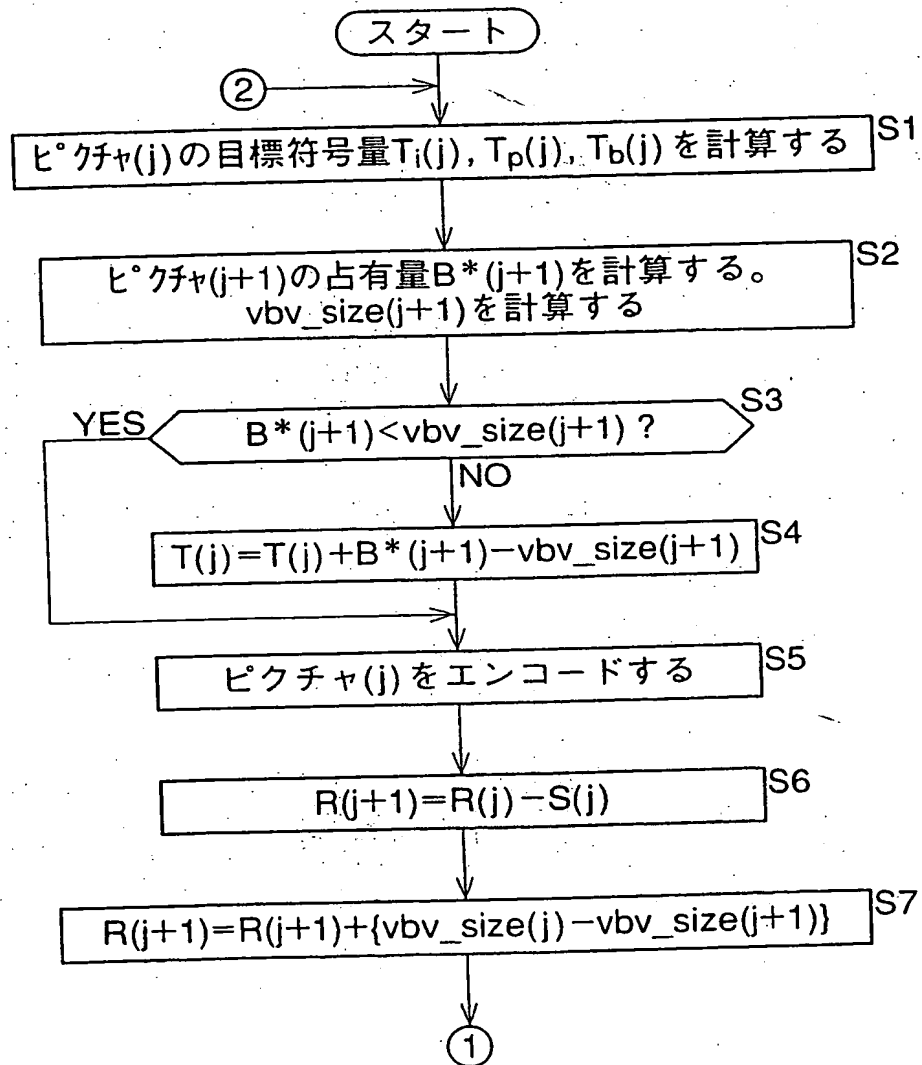 スタート
②
ピクチャ(j)の目標符号量Ti(j), Tp(j), Tb(j)を計算する
S1
ピクチャ(j+1)の占有量B*(j+1)を計算する。
vbv_size(j+1)を計算する
S2
B*(j+1)<vbv_size(j+1) ?
S3
YES
NO
T(j)=T(j)+B*(j+1)−vbv_size(j+1)
S4
ピクチャ(j)をエンコードする
S5
R(j+1)=R(j)−S(j)
S6
R(j+1)=R(j+1)+{vbv_size(j)−vbv_size(j+1)}
S7
①